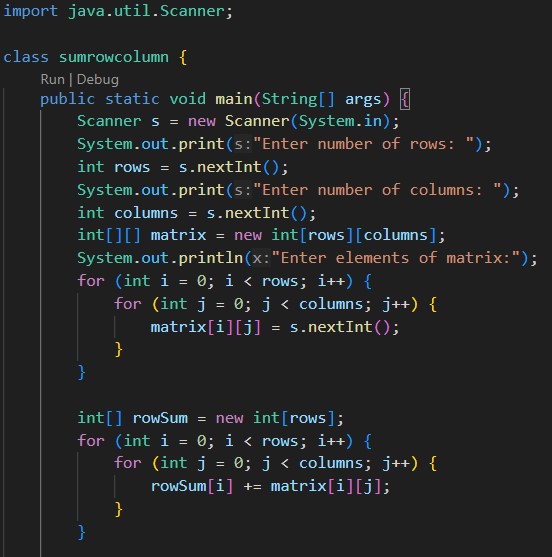 import java.util.Scanner;

class sumrowcolumn {
    Run | Debug
    public static void main(String[] args) {
        Scanner s = new Scanner(System.in);
        System.out.print(s:"Enter number of rows: ");
        int rows = s.nextInt();
        System.out.print(s:"Enter number of columns: ");
        int columns = s.nextInt();
        int[][] matrix = new int[rows][columns];
        System.out.println(x:"Enter elements of matrix:");
        for (int i = 0; i < rows; i++) {
            for (int j = 0; j < columns; j++) {
                matrix[i][j] = s.nextInt();
            }
        }

        int[] rowSum = new int[rows];
        for (int i = 0; i < rows; i++) {
            for (int j = 0; j < columns; j++) {
                rowSum[i] += matrix[i][j];
            }
        }